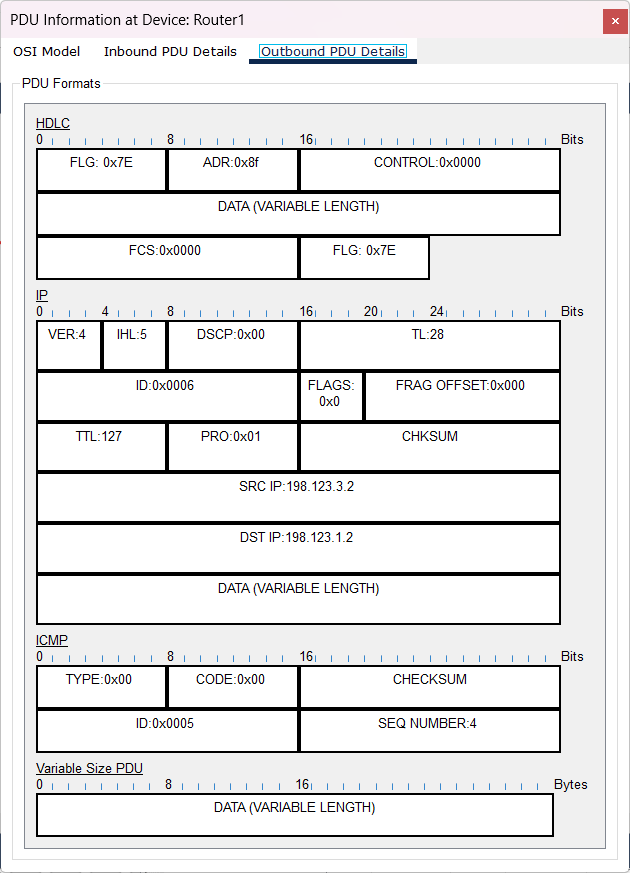 PDU Information at Device: Router1
OSI Model Inbound PDU Details Outbound PDU Details
PDU Formats
HDLC
0 8 16 Bits
FLG: 0x7E ADR:0x8f CONTROL:0x0000
DATA (VARIABLE LENGTH)
FCS:0x0000 FLG: 0x7E
IP
0 4 8 16 20 24 Bits
VER:4 IHL:5 DSCP:0x00 TL:28
ID:0x0006 FLAGS: 0x0 FRAG OFFSET:0x000
TTL:127 PRO:0x01 CHKSUM
SRC IP:198.123.3.2
DST IP:198.123.1.2
DATA (VARIABLE LENGTH)
ICMP
0 8 16 Bits
TYPE:0x00 CODE:0x00 CHECKSUM
ID:0x0005 SEQ NUMBER:4
Variable Size PDU
0 8 16 Bytes
DATA (VARIABLE LENGTH)